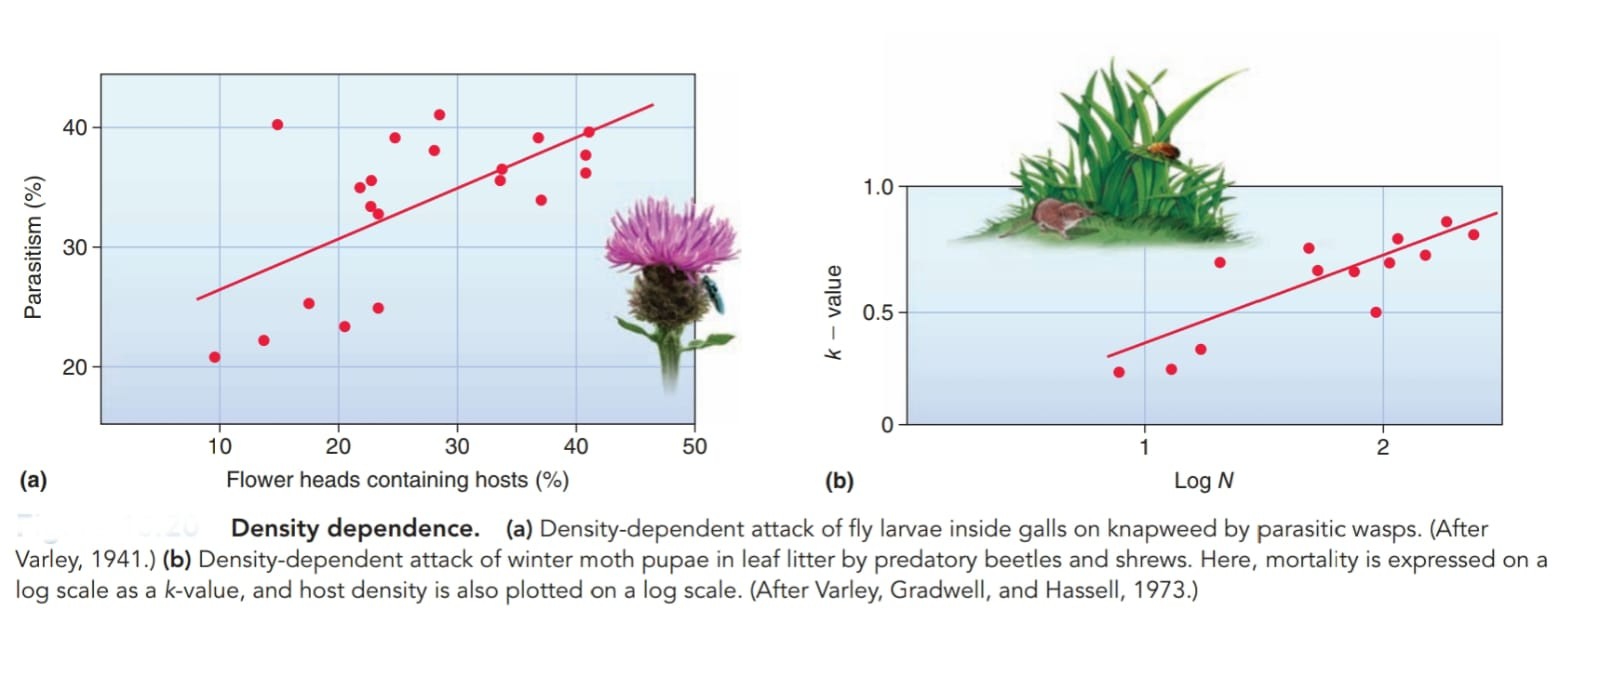 40
30
20
Parasitism (%)
10 20 30 40 50
(a) Flower heads containing hosts (%)
1.0
0.5
0
k – value
1 2
(b) Log N
Density dependence. (a) Density-dependent attack of fly larvae inside galls on knapweed by parasitic wasps. (After
Varley, 1941.) (b) Density-dependent attack of winter moth pupae in leaf litter by predatory beetles and shrews. Here, mortality is expressed on a
log scale as a k-value, and host density is also plotted on a log scale. (After Varley, Gradwell, and Hassell, 1973.)